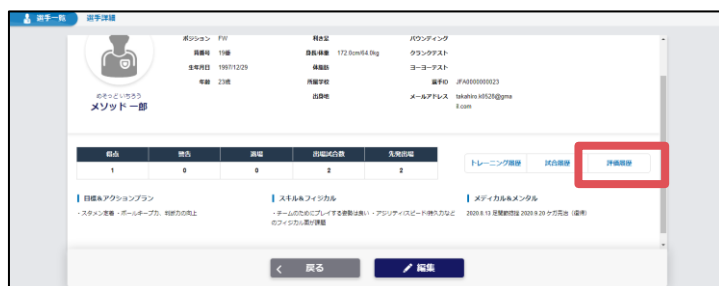 選手一覧 選手詳細
ポジション FW 利き足 バウンディング
背番号 19番 身長/体重 172.0cm/64.0kg クランクテスト
生年月日 1997/12/29 体脂肪 ヨーヨーテスト
年齢 23歳 所属学校 選手ID JFA0000000023
めそっどいちろう 出身地 メールアドレス takahiro.k0528@gmail.com
メソッド 一郎
得点 警告 退場 出場試合数 先発出場
1 0 0 2 2
トレーニング履歴 試合履歴 評価履歴
目標&アクションプラン スキル&フィジカル メディカル&メンタル
・スタメン定着 ・ボールキープ力、判断力の向上 ・チームのためにプレイする姿勢は良い ・アジリティ(スピード/持久力など 2020.8.13 足関節捻挫 2020.9.20 ケガ完治(復帰)
のフィジカル面が課題
戻る 編集